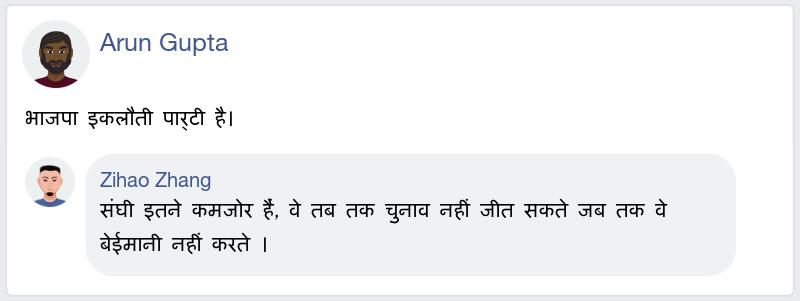 Arun Gupta
भाजपा इकलौती पार्टी है।
Zihao Zhang
संघी इतने कमजोर हैं, वे तब तक चुनाव नहीं जीत सकते जब तक वे
बेईमानी नहीं करते ।